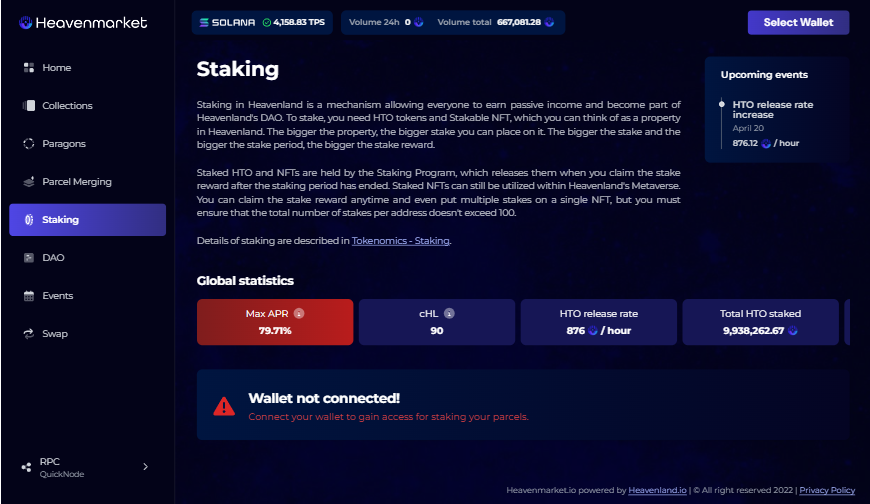 Heavenmarket
SOLANA 4,158.83 TPS
Volume 24h 0 Volume total 667,081.28
Select Wallet
Home
Collections
Paragons
Parcel Merging
Staking
DAO
Events
Swap
RPC
QuickNode
Staking
Staking in Heavenland is a mechanism allowing everyone to earn passive income and become part of
Heavenland's DAO. To stake, you need HTO tokens and Stakable NFT, which you can think of as a property
in Heavenland. The bigger the property, the bigger stake you can place on it. The bigger the stake and the
bigger the stake period, the bigger the stake reward.
Staked HTO and NFTs are held by the Staking Program, which releases them when you claim the stake
reward after the staking period has ended. Staked NFTs can still be utilized within Heavenland's Metaverse.
You can claim the stake reward anytime and even put multiple stakes on a single NFT, but you must
ensure that the total number of stakes per address doesn't exceed 100.
Details of staking are described in Tokenomics - Staking.
Upcoming events
HTO release rate
increase
April 20
876.12 / hour
Global statistics
Max APR i
79.71%
cHL i
90
HTO release rate
876 / hour
Total HTO staked
9,938,262.67
Wallet not connected!
Connect your wallet to gain access for staking your parcels.
Heavenmarket.io powered by Heavenland.io | © All right reserved 2022 | Privacy Policy